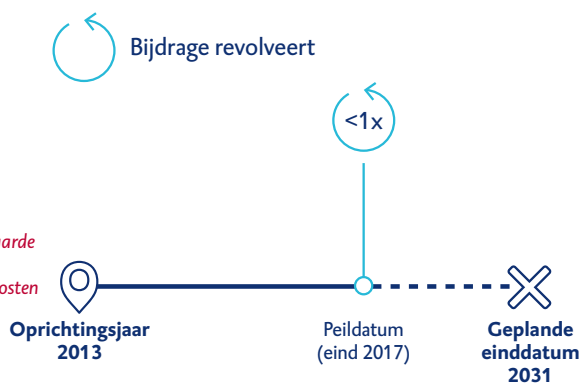 Bijdrage revolveert
<1x
Oprichtingsjaar
2013
Peildatum
(eind 2017)
Geplande
einddatum
2031